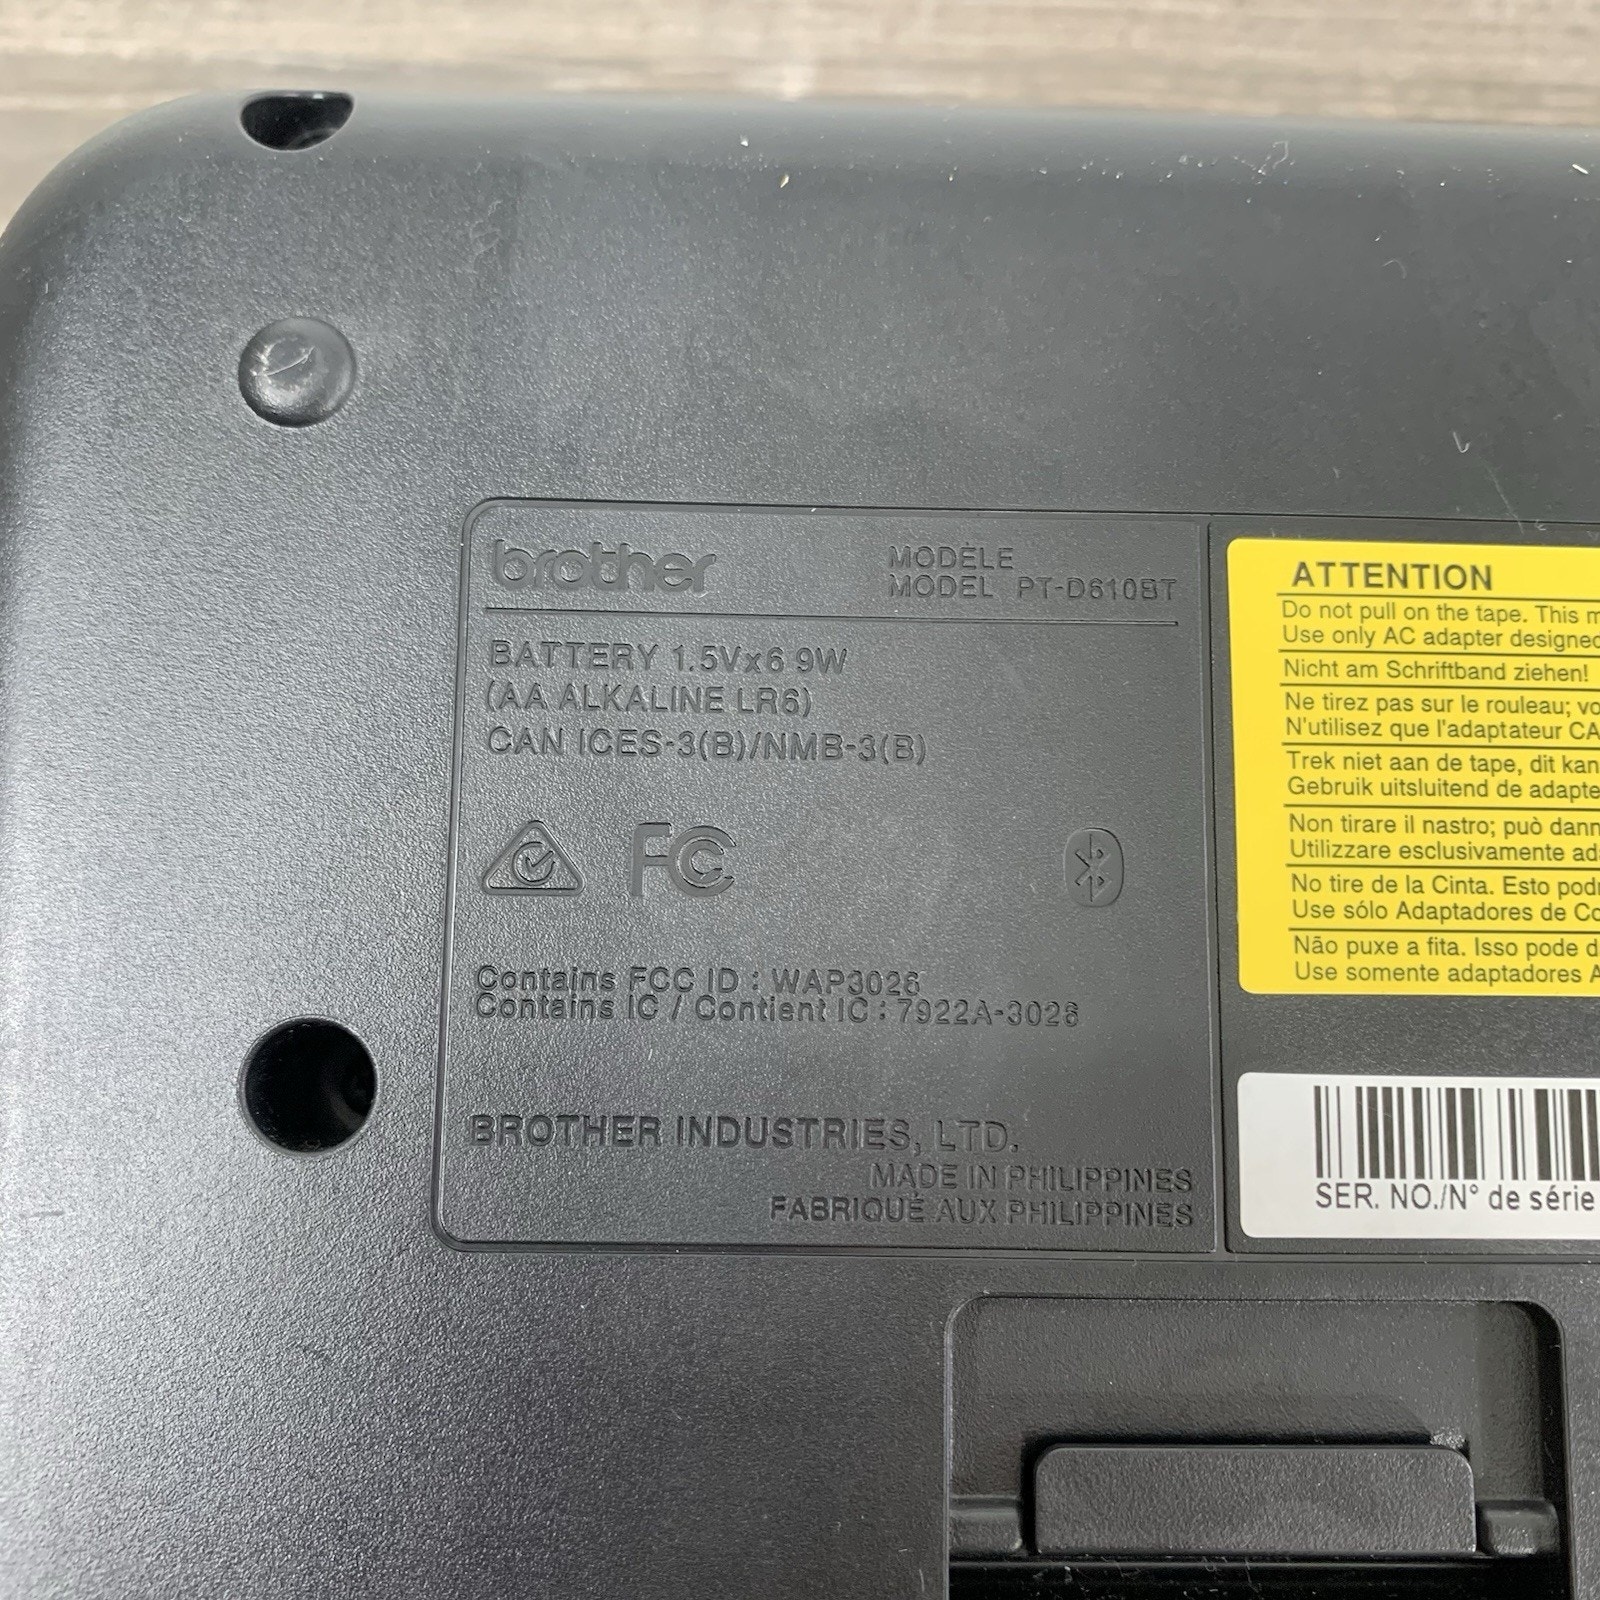 brother
MODÈLE
MODEL PT-D610BT
BATTERY 1.5Vx6 9W
(AA ALKALINE LR6)
CAN ICES-3(B)/NMB-3(B)
FC
Contains FCC ID : WAP3026
Contains IC / Contient IC : 7922A-3026
BROTHER INDUSTRIES, LTD.
MADE IN PHILIPPINES
FABRIQUÉ AUX PHILIPPINES
ATTENTION
Do not pull on the tape. This
Use only AC adapter designed
Nicht am Schriftband ziehen!
Ne tirez pas sur le rouleau;
N'utilisez que l'adaptateur CA
Trek niet aan de tape, dit kan
Gebruik uitsluitend de
Non tirare il nastro; può
Utilizzare esclusivamente
No tire de la Cinta. Esto
Use sólo Adaptadores de
Não puxe a fita. Isso pode
Use somente adaptadores
SER. NO./N° de série